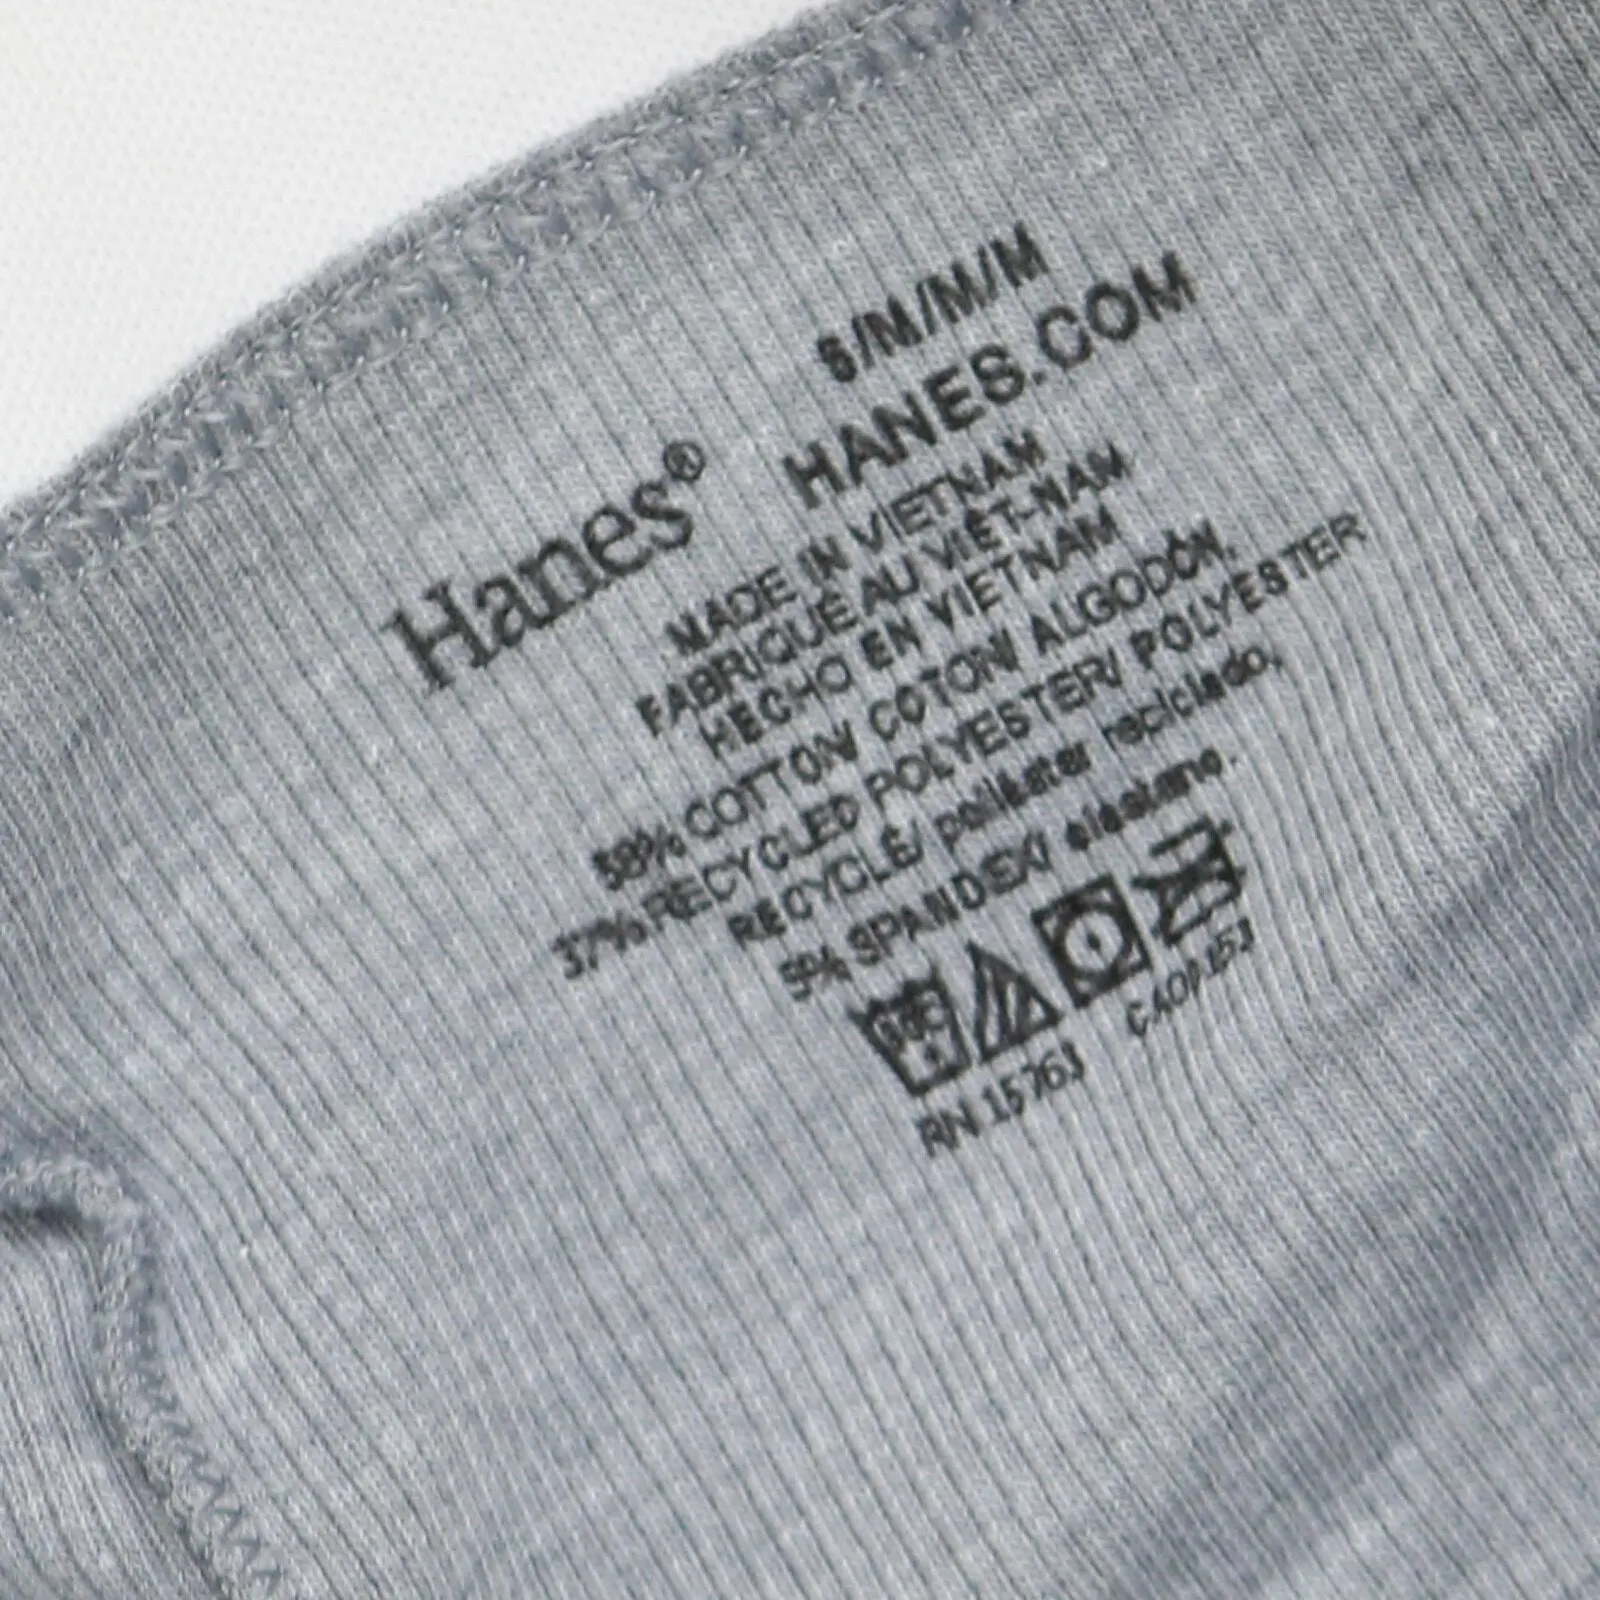 Hanes®
S/M/M/M
HANES.COM
MADE IN VIETNAM
FABRIQUÉ AU VIÊT-NAM
HECHO EN VIETNAM
58% COTTON/ COTON/ ALGODÓN,
37% RECYCLED POLYESTER/ POLYESTER
RECYCLÉ/ poliéster reciclado,
5% SPANDEX/ elastano.
RN 15763